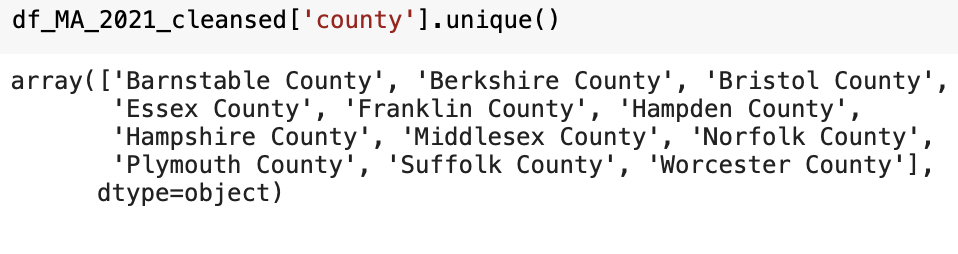 df_MA_2021_cleansed['county'].unique()
array(['Barnstable County', 'Berkshire County', 'Bristol County',
'Essex County', 'Franklin County', 'Hampden County',
'Hampshire County', 'Middlesex County', 'Norfolk County',
'Plymouth County', 'Suffolk County', 'Worcester County'],
dtype=object)